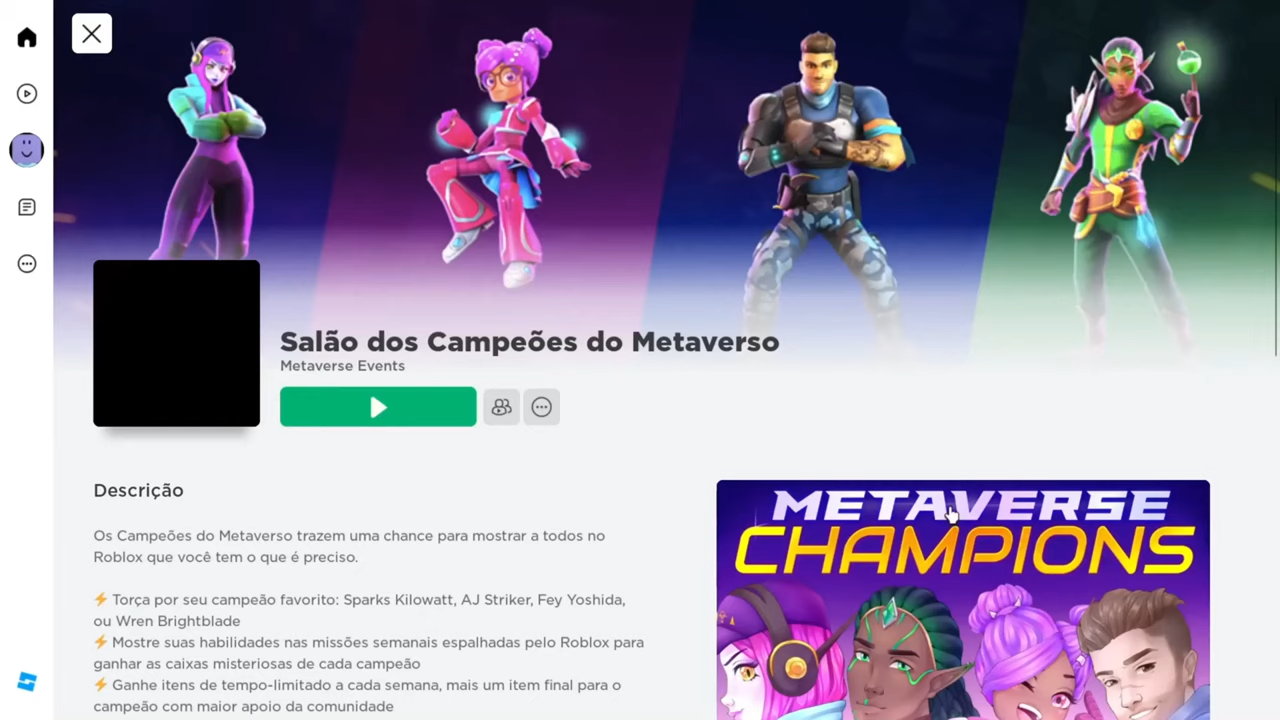 Salão dos Campeões do Metaverso
Metaverse Events
Descrição
Os Campeões do Metaverso trazem uma chance para mostrar a todos no
Roblox que você tem o que é preciso.
⚡ Torça por seu campeão favorito: Sparks Kilowatt, AJ Striker, Fey Yoshida,
ou Wren Brightblade
⚡ Mostre suas habilidades nas missões semanais espalhadas pelo Roblox para
ganhar as caixas misteriosas de cada campeão
⚡ Ganhe itens de tempo-limitado a cada semana, mais um item final para o
campeão com maior apoio da comunidade
METAVERSE
CHAMPIONS